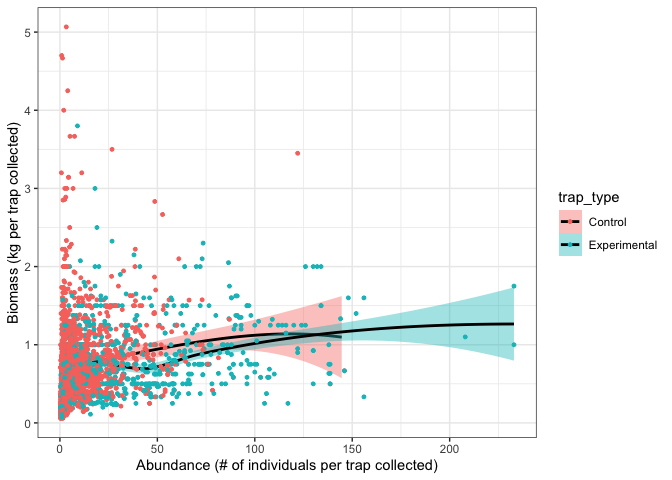 5
4
3
2
1
0
Biomass (kg per trap collected)
0 50 100 150 200
Abundance (# of individuals per trap collected)
trap_type
Control
Experimental